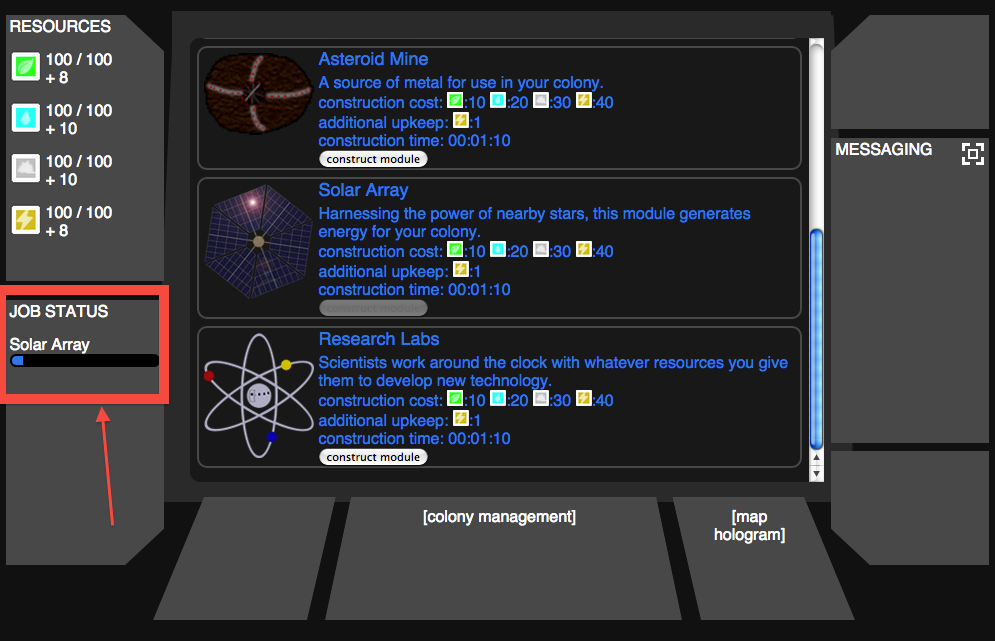 RESOURCES
100 / 100
+ 8
100 / 100
+ 10
100 / 100
+ 10
100 / 100
+ 8
JOB STATUS
Solar Array
Asteroid Mine
A source of metal for use in your colony.
construction cost: :10 :20 :30 :40
additional upkeep: :1
construction time: 00:01:10
construct module
Solar Array
Harnessing the power of nearby stars, this module generates
energy for your colony.
construction cost: :10 :20 :30 :40
additional upkeep: :1
construction time: 00:01:10
construct module
Research Labs
Scientists work around the clock with whatever resources you give
them to develop new technology.
construction cost: :10 :20 :30 :40
additional upkeep: :1
construction time: 00:01:10
construct module
MESSAGING
[colony management]
[map
hologram]